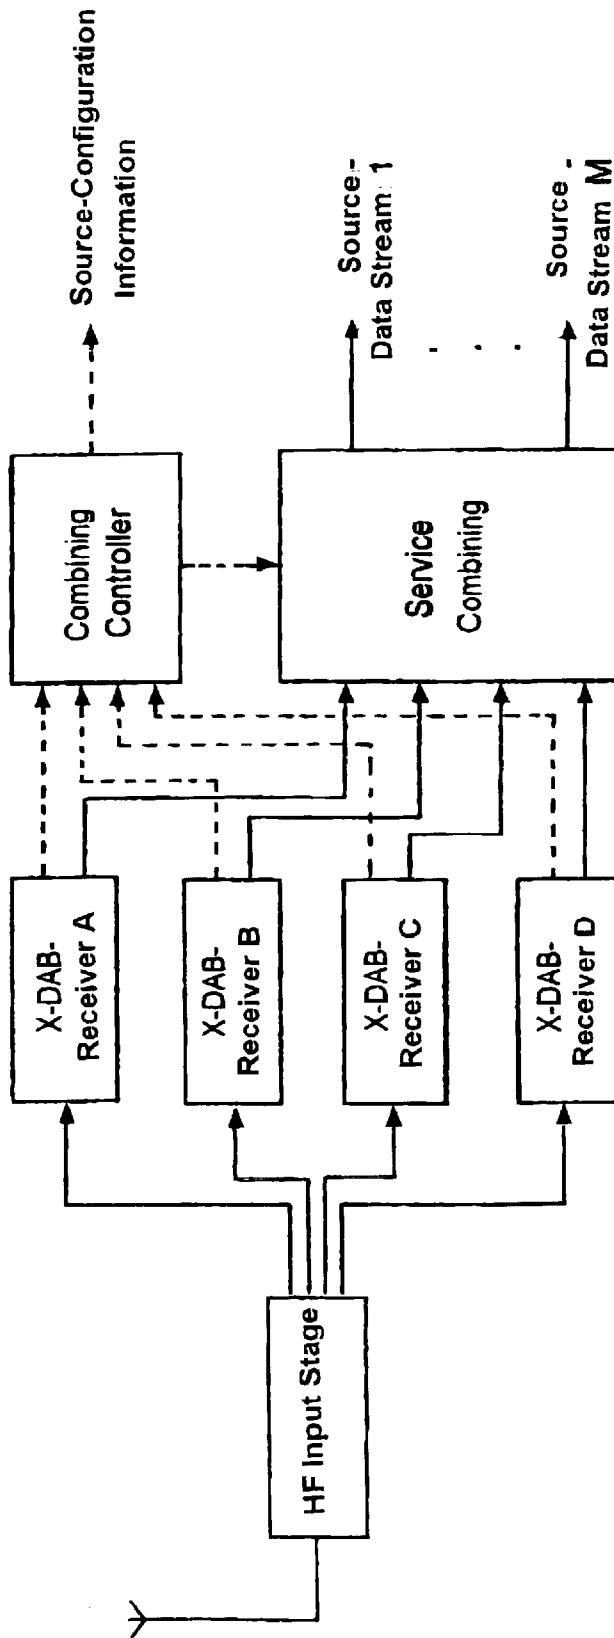 HF Input Stage
X-DAB-
Receiver A
X-DAB-
Receiver B
X-DAB-
Receiver C
X-DAB-
Receiver D
Combining
Controller
Service
Combining
Source-Configuration
Information
Source-
Data Stream 1
. . .
Source -
Data Stream M